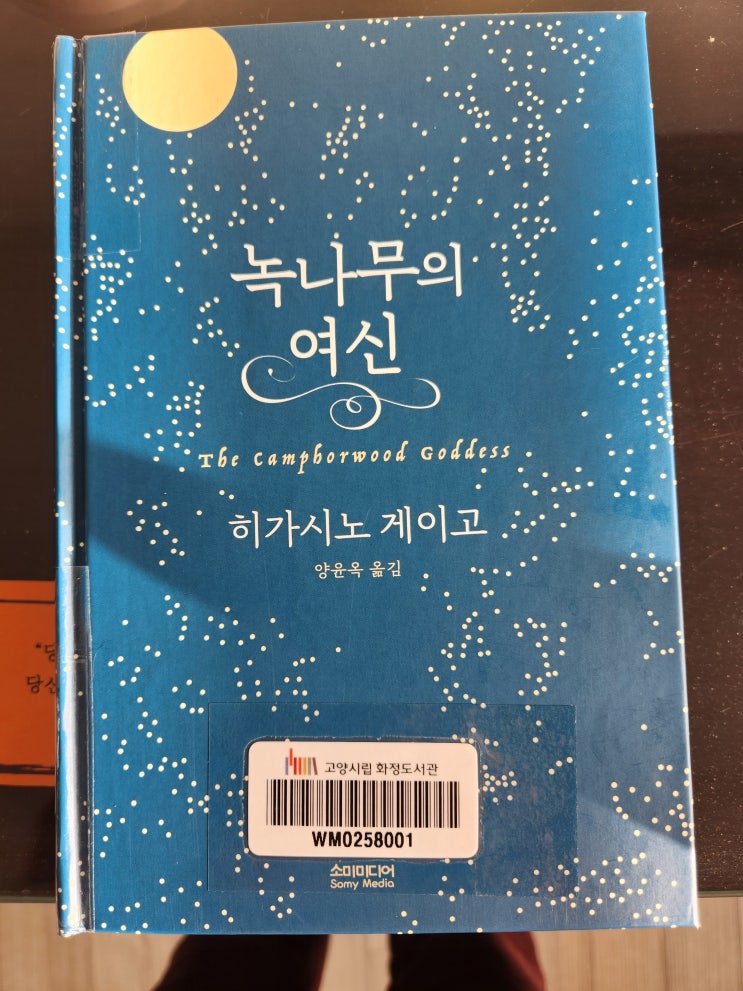 녹나무의
여신
The Camphorwood Goddess
히가시노 게이고
양윤옥 옮김
고양시립 화정도서관
WM0258001
소미미디어
Somy Media